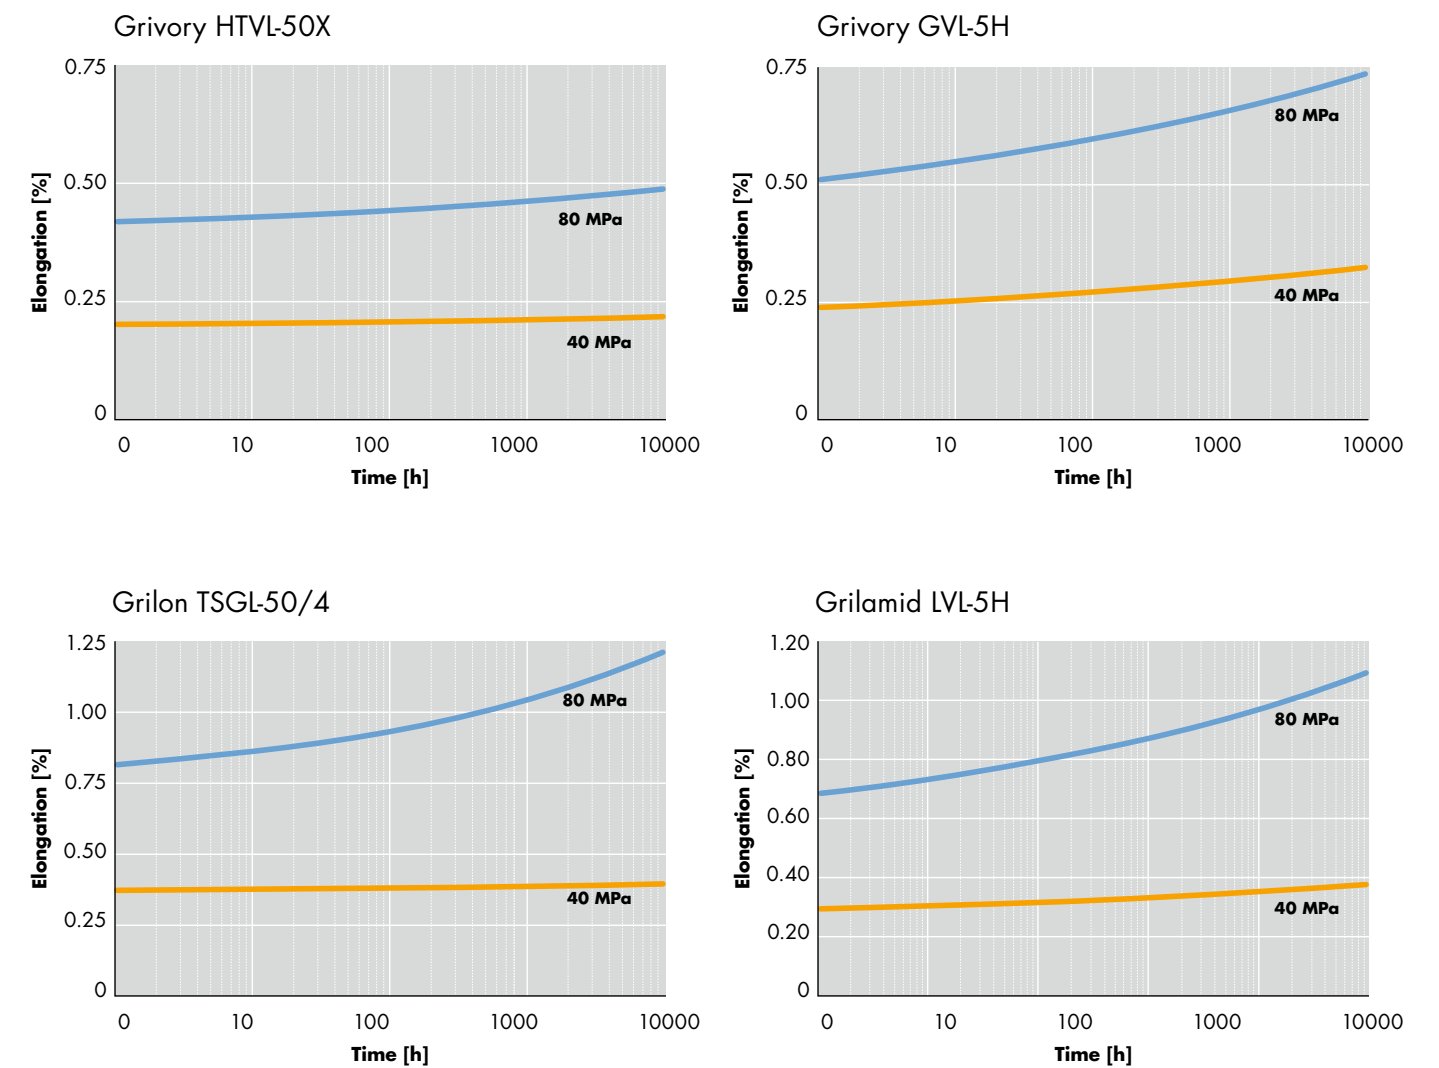 Grivory HTVL-50X
0.75
0.50
0.25
0
Elongation [%]
80 MPa
40 MPa
0 10 100 1000 10000
Time [h]
Grivory GVL-5H
0.75
0.50
0.25
0
Elongation [%]
80 MPa
40 MPa
0 10 100 1000 10000
Time [h]
Grilon TSGL-50/4
1.25
1.00
0.75
0.50
0.25
0
Elongation [%]
80 MPa
40 MPa
0 10 100 1000 10000
Time [h]
Grilamid LVL-5H
1.20
1.00
0.80
0.60
0.40
0.20
0
Elongation [%]
80 MPa
40 MPa
0 10 100 1000 10000
Time [h]